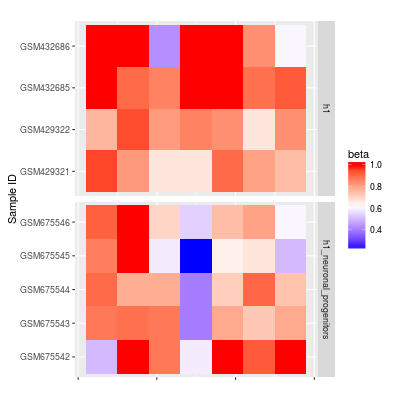 GSM432686
GSM432685
GSM429322
GSM429321
h1
GSM675546
GSM675545
GSM675544
GSM675543
GSM675542
h1_neuronal_progenitors
Sample ID
beta
1.0
0.8
0.6
0.4